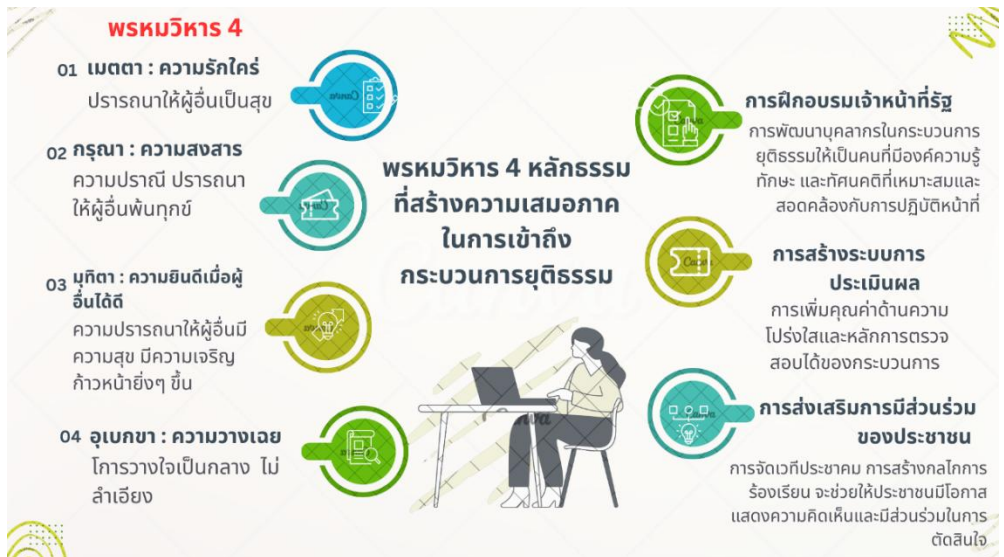 พรหมวิหาร 4
01 เมตตา : ความรักใคร่
ปรารถนาให้ผู้อื่นเป็นสุข
02 กรุณา : ความสงสาร
ความปราณี ปรารถนา
ให้ผู้อื่นพ้นทุกข์
03 มุทิตา : ความยินดีเมื่อผู้
อื่นได้ดี
ความปรารถนาให้ผู้อื่นมี
ความสุข มีความเจริญ
ก้าวหน้ายิ่งๆ ขึ้น
04 อุเบกขา : ความวางเฉย
โการวางใจเป็นกลาง ไม่
ลำเอียง
พรหมวิหาร 4 หลักธรรม
ที่สร้างความเสมอภาค
ในการเข้าถึง
กระบวนการยุติธรรม
การฝึกอบรมเจ้าหน้าที่รัฐ
การพัฒนาบุคลากรในกระบวนการ
ยุติธรรมให้เป็นคนที่มีองค์ความรู้
ทักษะ และทัศนคติที่เหมาะสมและ
สอดคล้องกับการปฏิบัติหน้าที่
การสร้างระบบการ
ประเมินผล
การเพิ่มคุณค่าด้านความ
โปร่งใสและหลักการตรวจ
สอบได้ของกระบวนการ
การส่งเสริมการมีส่วนร่วม
ของประชาชน
การจัดเวทีประชาคม การสร้างกลไกการ
ร้องเรียน จะช่วยให้ประชาชนมีโอกาส
แสดงความคิดเห็นและมีส่วนร่วมในการ
ตัดสินใจ
Canva